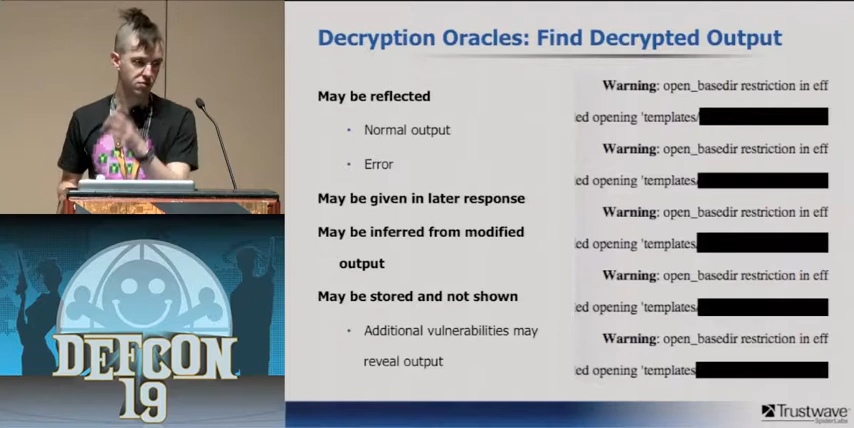 Decryption Oracles: Find Decrypted Output
May be reflected
• Normal output
• Error
May be given in later response
May be inferred from modified
output
May be stored and not shown
• Additional vulnerabilities may
reveal output
Warning: open_basedir restriction in eff
ed opening 'templates/
Warning: open_basedir restriction in eff
ed opening 'templates
Warning: open_basedir restriction in eff
ed opening 'templates
Warning: open_basedir restriction in eff
ed opening 'templates
Warning: open_basedir restriction in eff
ed opening 'templates
DEFCON
19
Trustwave
SpiderLabs